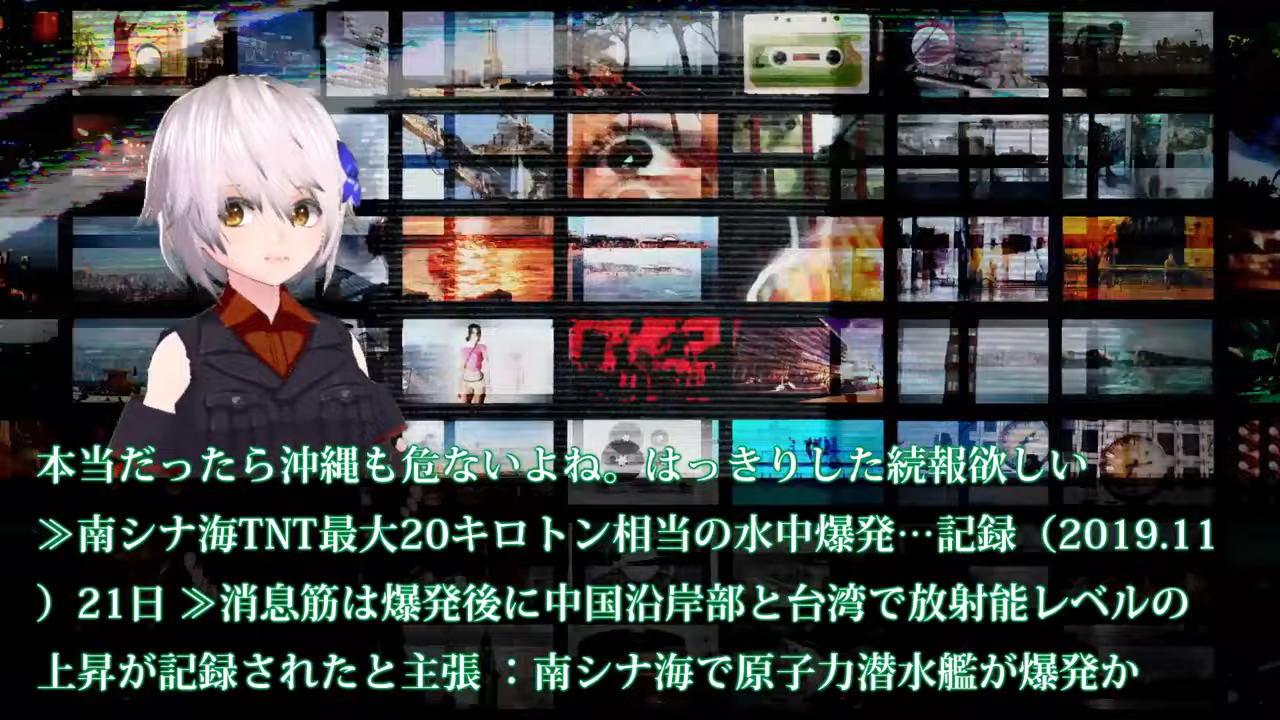 本当だったら沖縄も危ないよね。はっきりした続報欲しい
≫南シナ海TNT最大20キロトン相当の水中爆発…記録（2019.11
）21日 ≫消息筋は爆発後に中国沿岸部と台湾で放射能レベルの
上昇が記録されたと主張 ：南シナ海で原子力潜水艦が爆発か